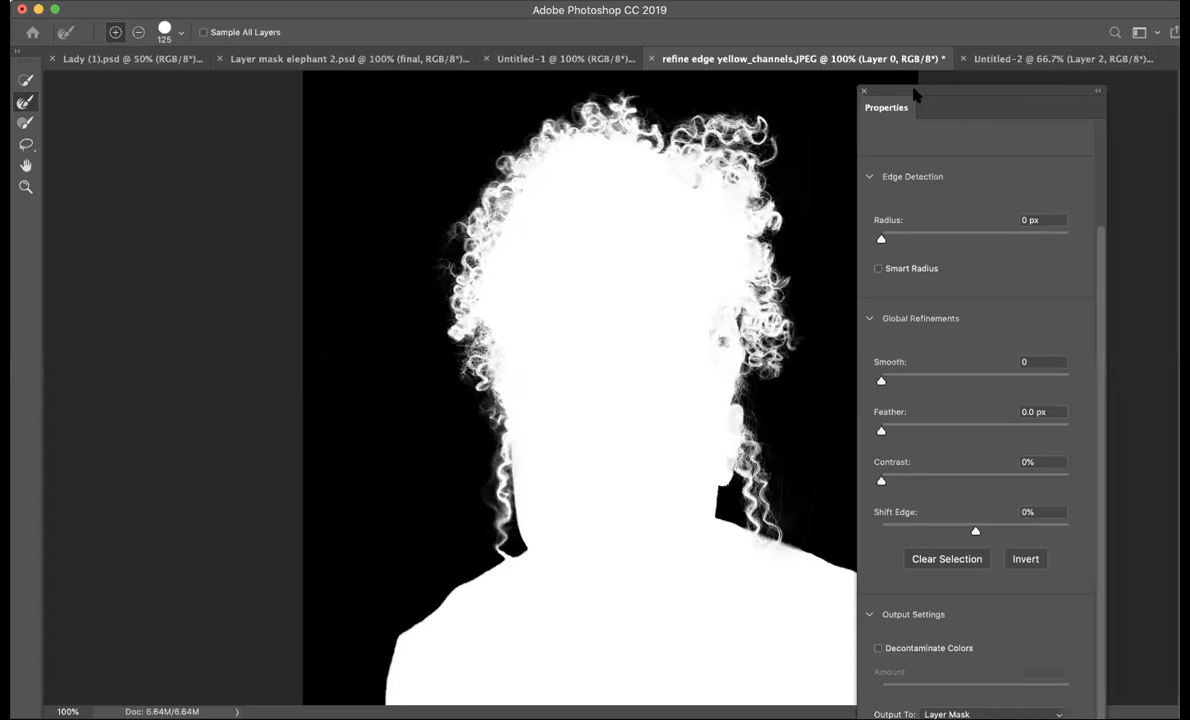 Adobe Photoshop CC 2019
125
Sample All Layers
Lady (1).psd @ 50% (RGB/8*)...
Layer mask elephant 2.psd @ 100% (final, RGB/8*)...
Untitled-1 @ 100% (RGB/8*)...
refine edge yellow_channels.JPEG @ 100% (Layer 0, RGB/8*) *
Untitled-2 @ 66.7% (Layer 2, RGB/8*)...
Properties
Edge Detection
Radius: 0 px
Smart Radius
Global Refinements
Smooth: 0
Feather: 0.0 px
Contrast: 0%
Shift Edge: 0%
Clear Selection Invert
Output Settings
Decontaminate Colors
Amount:
Output To: Layer Mask
100% Doc: 6.64M/6.64M